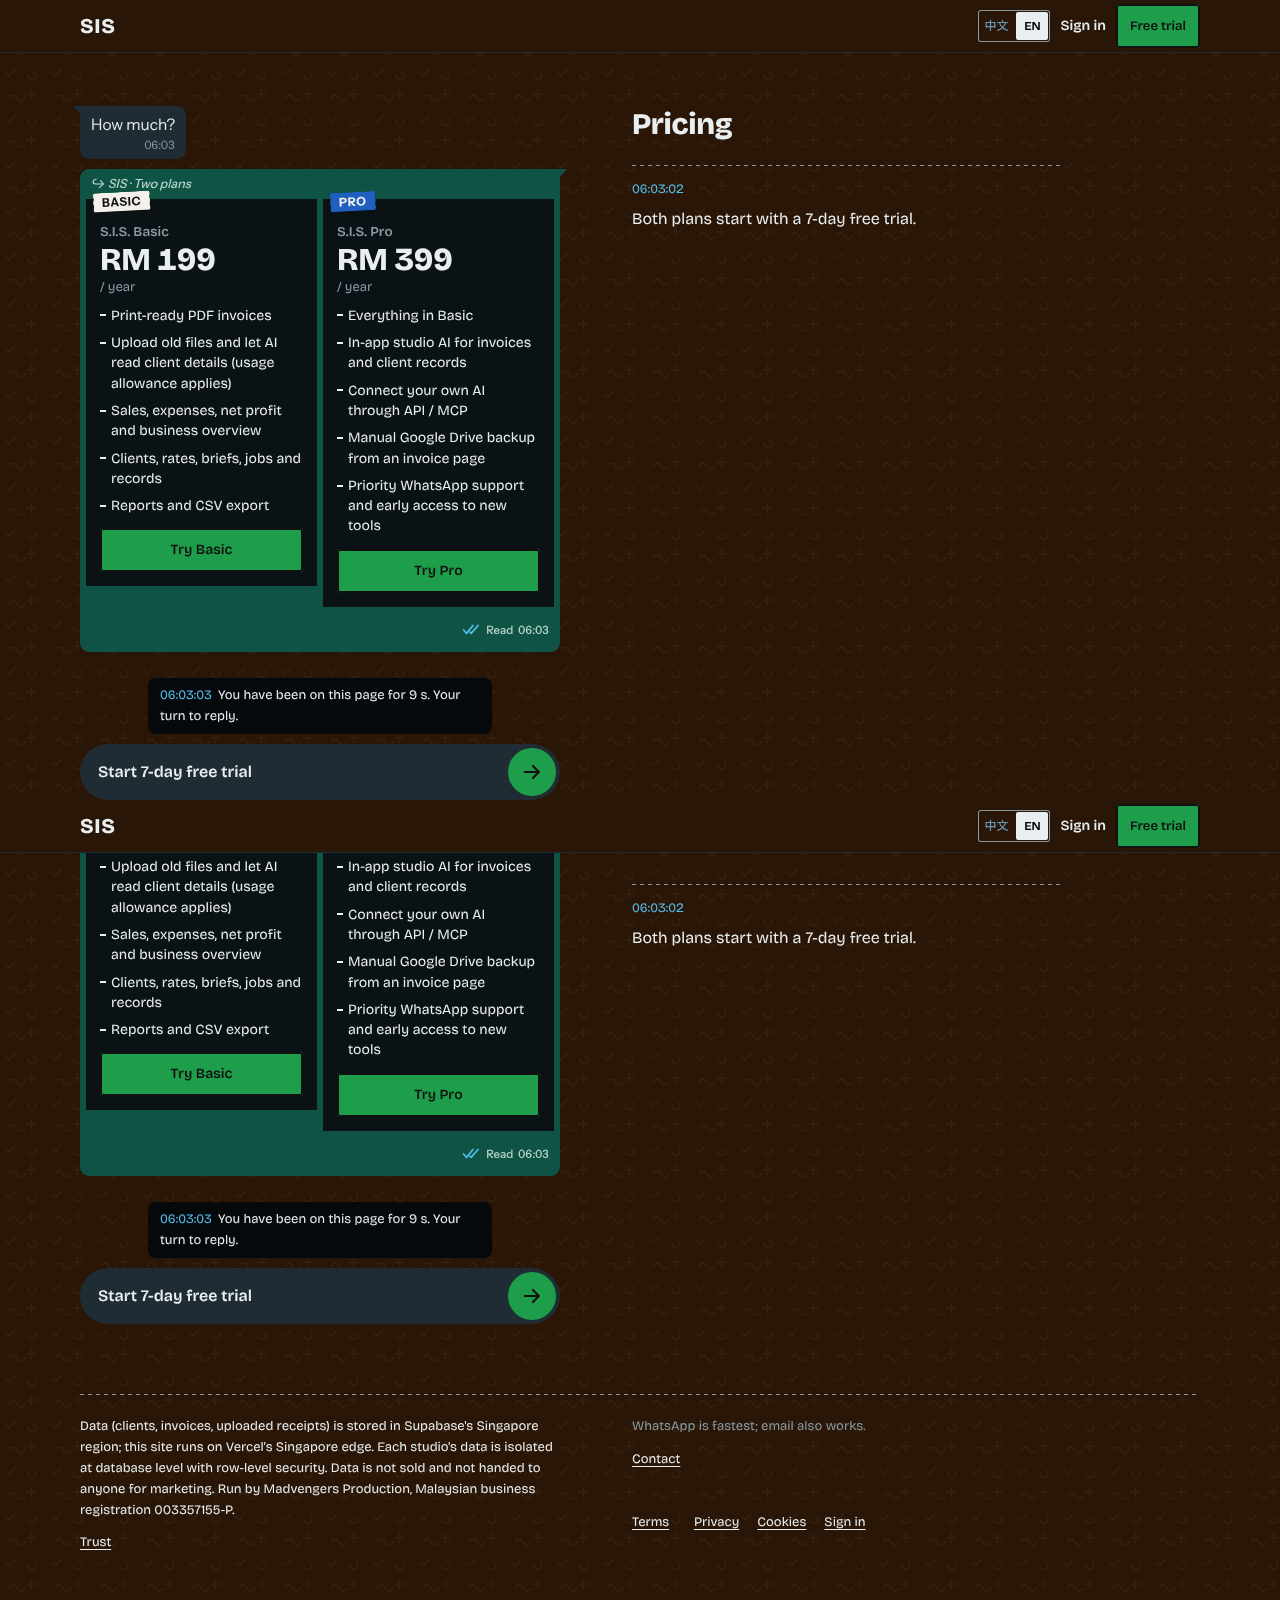 SIS
中文 EN Sign in Free trial
How much?
06:03
SIS · Two plans
BASIC
S.I.S. Basic
RM 199
/ year
Print-ready PDF invoices
Upload old files and let AI
read client details (usage
allowance applies)
Sales, expenses, net profit
and business overview
Clients, rates, briefs, jobs and
records
Reports and CSV export
Try Basic
PRO
S.I.S. Pro
RM 399
/ year
Everything in Basic
In-app studio AI for invoices
and client records
Connect your own AI
through API / MCP
Manual Google Drive backup
from an invoice page
Priority WhatsApp support
and early access to new
tools
Try Pro
Read 06:03
06:03:03 You have been on this page for 9 s. Your
turn to reply.
Start 7-day free trial
Pricing
06:03:02
Both plans start with a 7-day free trial.
SIS
中文 EN Sign in Free trial
Upload old files and let AI
read client details (usage
allowance applies)
Sales, expenses, net profit
and business overview
Clients, rates, briefs, jobs and
records
Reports and CSV export
Try Basic
In-app studio AI for invoices
and client records
Connect your own AI
through API / MCP
Manual Google Drive backup
from an invoice page
Priority WhatsApp support
and early access to new
tools
Try Pro
Read 06:03
06:03:03 You have been on this page for 9 s. Your
turn to reply.
Start 7-day free trial
06:03:02
Both plans start with a 7-day free trial.
Data (clients, invoices, uploaded receipts) is stored in Supabase's Singapore
region; this site runs on Vercel's Singapore edge. Each studio's data is isolated
at database level with row-level security. Data is not sold and not handed to
anyone for marketing. Run by Madvengers Production, Malaysian business
registration 003357155-P.
Trust
WhatsApp is fastest; email also works.
Contact
Terms Privacy Cookies Sign in